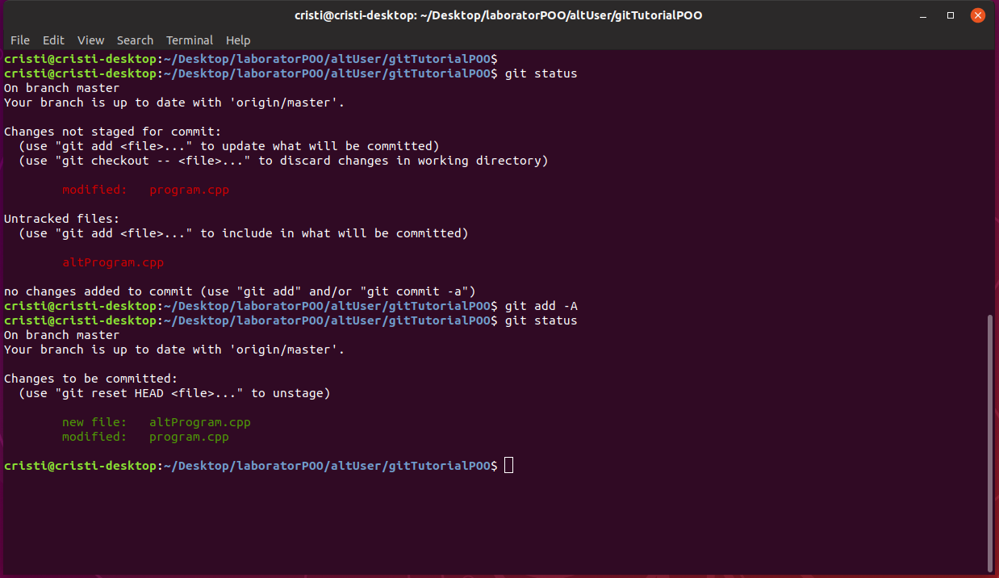 cristi@cristi-desktop: ~/Desktop/laboratorPOO/altUser/gitTutorialPOO
File Edit View Search Terminal Help
cristi@cristi-desktop:~/Desktop/laboratorPOO/altUser/gitTutorialPOO$
cristi@cristi-desktop:~/Desktop/laboratorPOO/altUser/gitTutorialPOO$ git status
On branch master
Your branch is up to date with 'origin/master'.

Changes not staged for commit:
  (use "git add <file>..." to update what will be committed)
  (use "git checkout -- <file>..." to discard changes in working directory)

        modified:   program.cpp

Untracked files:
  (use "git add <file>..." to include in what will be committed)

        altProgram.cpp

no changes added to commit (use "git add" and/or "git commit -a")
cristi@cristi-desktop:~/Desktop/laboratorPOO/altUser/gitTutorialPOO$ git add -A
cristi@cristi-desktop:~/Desktop/laboratorPOO/altUser/gitTutorialPOO$ git status
On branch master
Your branch is up to date with 'origin/master'.

Changes to be committed:
  (use "git reset HEAD <file>..." to unstage)

        new file:   altProgram.cpp
        modified:   program.cpp

cristi@cristi-desktop:~/Desktop/laboratorPOO/altUser/gitTutorialPOO$